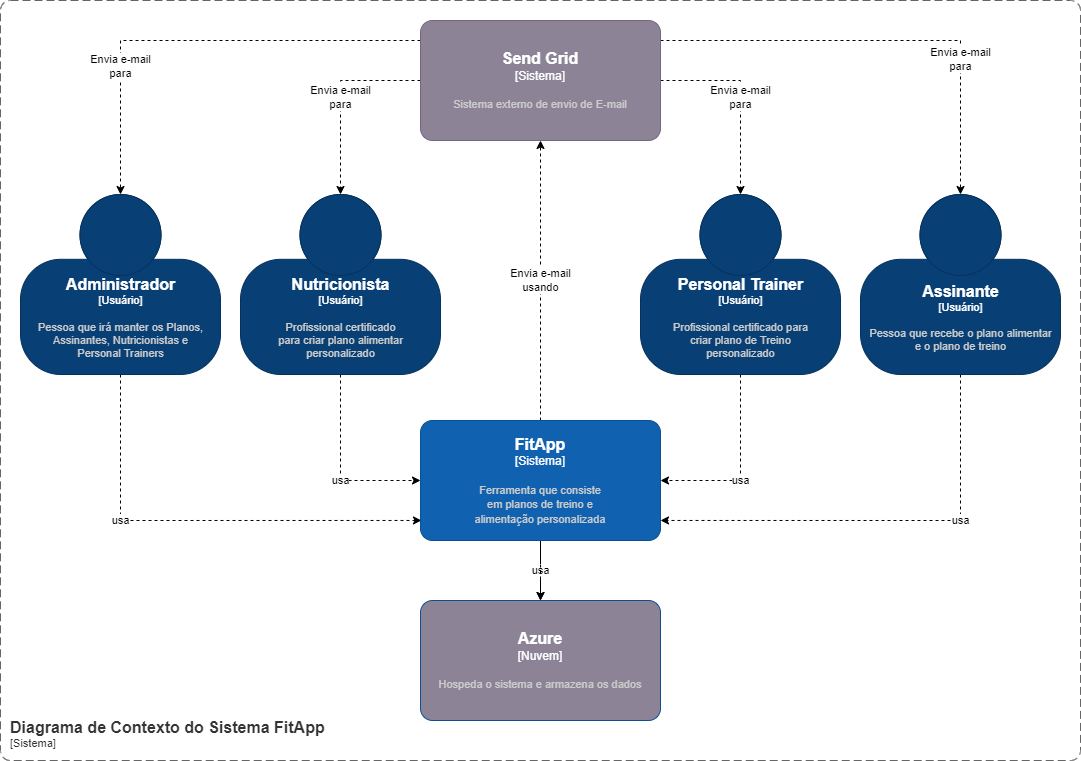 Send Grid
[Sistema]
Sistema externo de envio de E-mail
Envia e-mail
para
Envia e-mail
para
Envia e-mail
para
Envia e-mail
para
Administrador
[Usuário]
Pessoa que irá manter os Planos,
Assinantes, Nutricionistas e
Personal Trainers
Nutricionista
[Usuário]
Profissional certificado
para criar plano alimentar
personalizado
Envia e-mail
usando
Personal Trainer
[Usuário]
Profissional certificado para
criar plano de Treino
personalizado
Assinante
[Usuário]
Pessoa que recebe o plano alimentar
e o plano de treino
FitApp
[Sistema]
Ferramenta que consiste
em planos de treino e
alimentação personalizada
usa
usa
usa
usa
usa
Azure
[Nuvem]
Hospeda o sistema e armazena os dados
Diagrama de Contexto do Sistema FitApp
[Sistema]